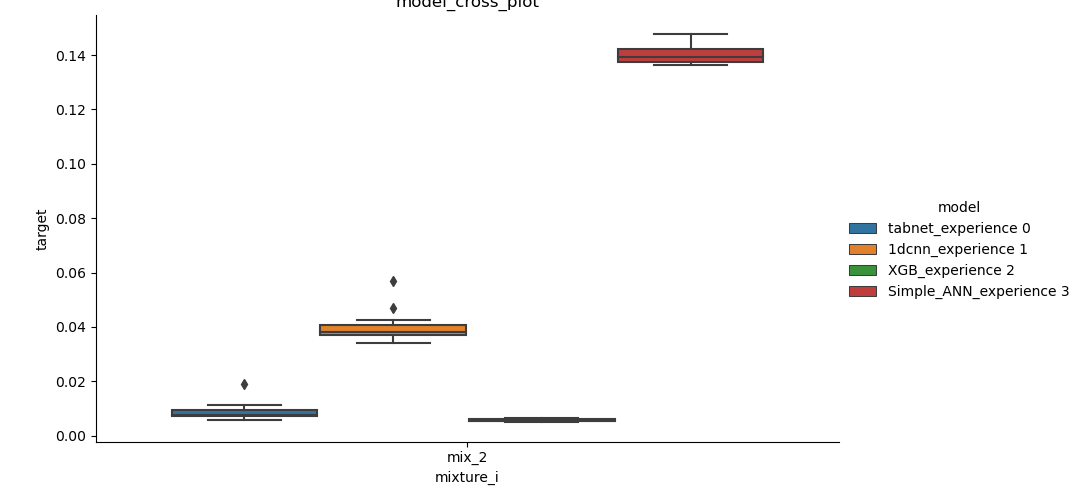 model_cross_plot
0.14
0.12
0.10
0.08
0.06
0.04
0.02
0.00
target
mix_2
mixture_i
model
tabnet_experience 0
1dcnn_experience 1
XGB_experience 2
Simple_ANN_experience 3